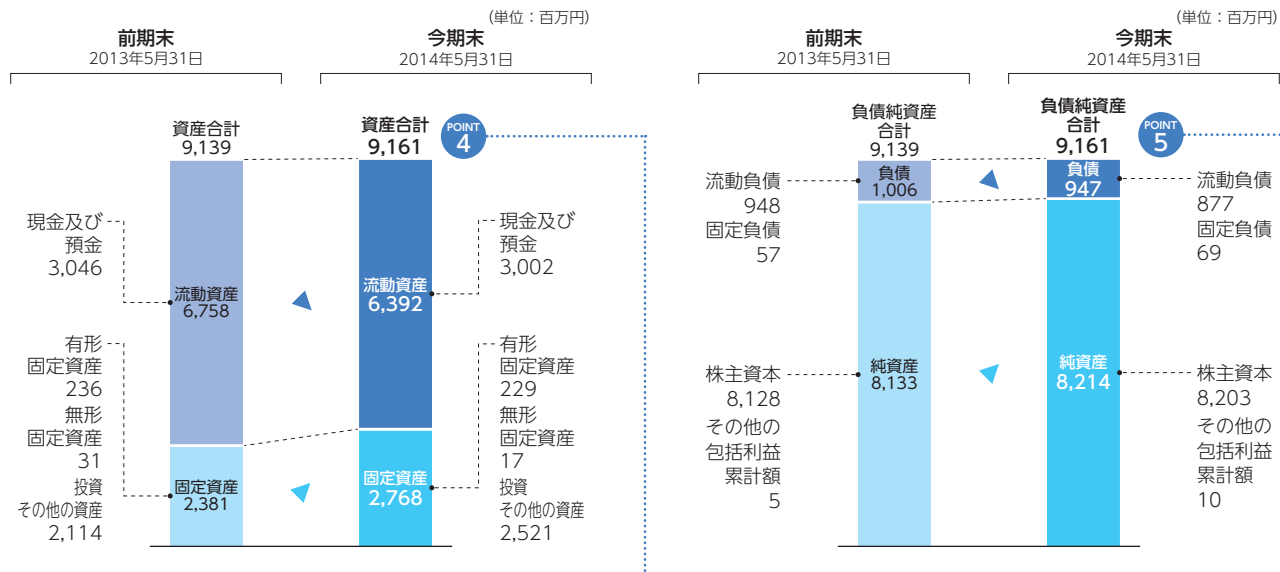 (単位：百万円)
前期末
2013年5月31日
今期末
2014年5月31日
資産合計
9,139
資産合計
9,161
POINT
4
現金及び
預金
3,046
流動資産
6,758
有形
固定資産
236
無形
固定資産
31
投資
その他の資産
2,114
固定資産
2,381
流動資産
6,392
固定資産
2,768
現金及び
預金
3,002
有形
固定資産
229
無形
固定資産
17
投資
その他の資産
2,521
(単位：百万円)
前期末
2013年5月31日
今期末
2014年5月31日
負債純資産
合計
9,139
負債純資産
合計
9,161
POINT
5
流動負債
948
固定負債
57
負債
1,006
株主資本
8,128
その他の
包括利益
累計額
5
純資産
8,133
負債
947
純資産
8,214
流動負債
877
固定負債
69
株主資本
8,203
その他の
包括利益
累計額
10